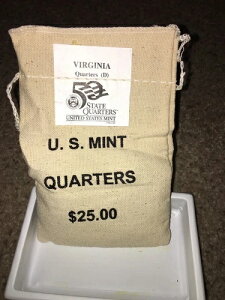 VIRGINIA
Quarters (D)
50
STATE
QUARTERS
UNITED STATES MINT
U. S. MINT
QUARTERS
$25.00